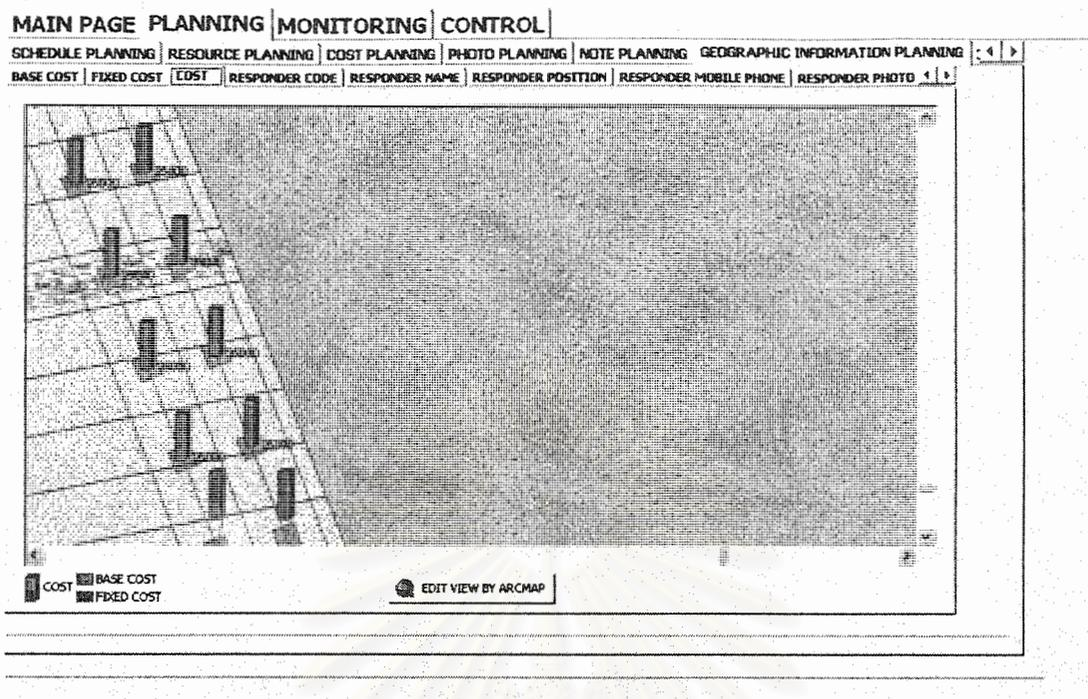 MAIN PAGE PLANNING MONITORING CONTROL
SCHEDULE PLANNING RESOURCE PLANNING COST PLANNING PHOTO PLANNING NOTE PLANNING GEOGRAPHIC INFORMATION PLANNING
BASE COST FIXED COST COST RESPONDER CODE RESPONDER NAME RESPONDER POSITION RESPONDER MOBILE PHONE RESPONDER PHOTO
COST BASE COST
FIXED COST
EDIT VIEW BY ARCMAP